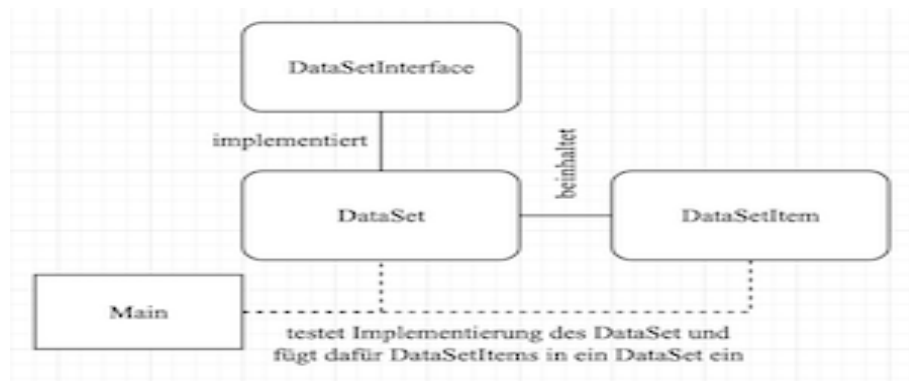 DataSetInterface
implementiert
beinhaltet
DataSet
DataSetItem
Main
testet Implementierung des DataSet und
fügt dafür DataSetItems in ein DataSet ein